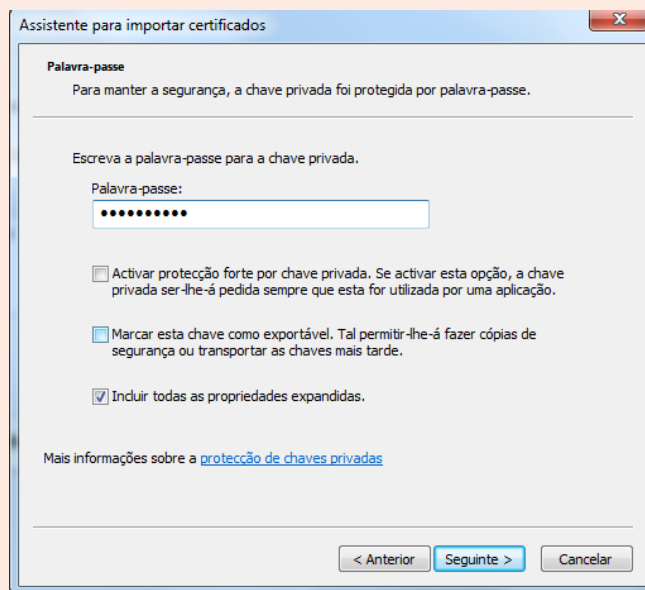 Assistente para importar certificados
Palavra-passe
Para manter a segurança, a chave privada foi protegida por palavra-passe.
Escreva a palavra-passe para a chave privada.
Palavra-passe:
••••••••••
Activar protecção forte por chave privada. Se activar esta opção, a chave
privada ser-lhe-á pedida sempre que esta for utilizada por uma aplicação.
Marcar esta chave como exportável. Tal permitir-lhe-á fazer cópias de
segurança ou transportar as chaves mais tarde.
Incluir todas as propriedades expandidas.
Mais informações sobre a protecção de chaves privadas
< Anterior Seguinte > Cancelar